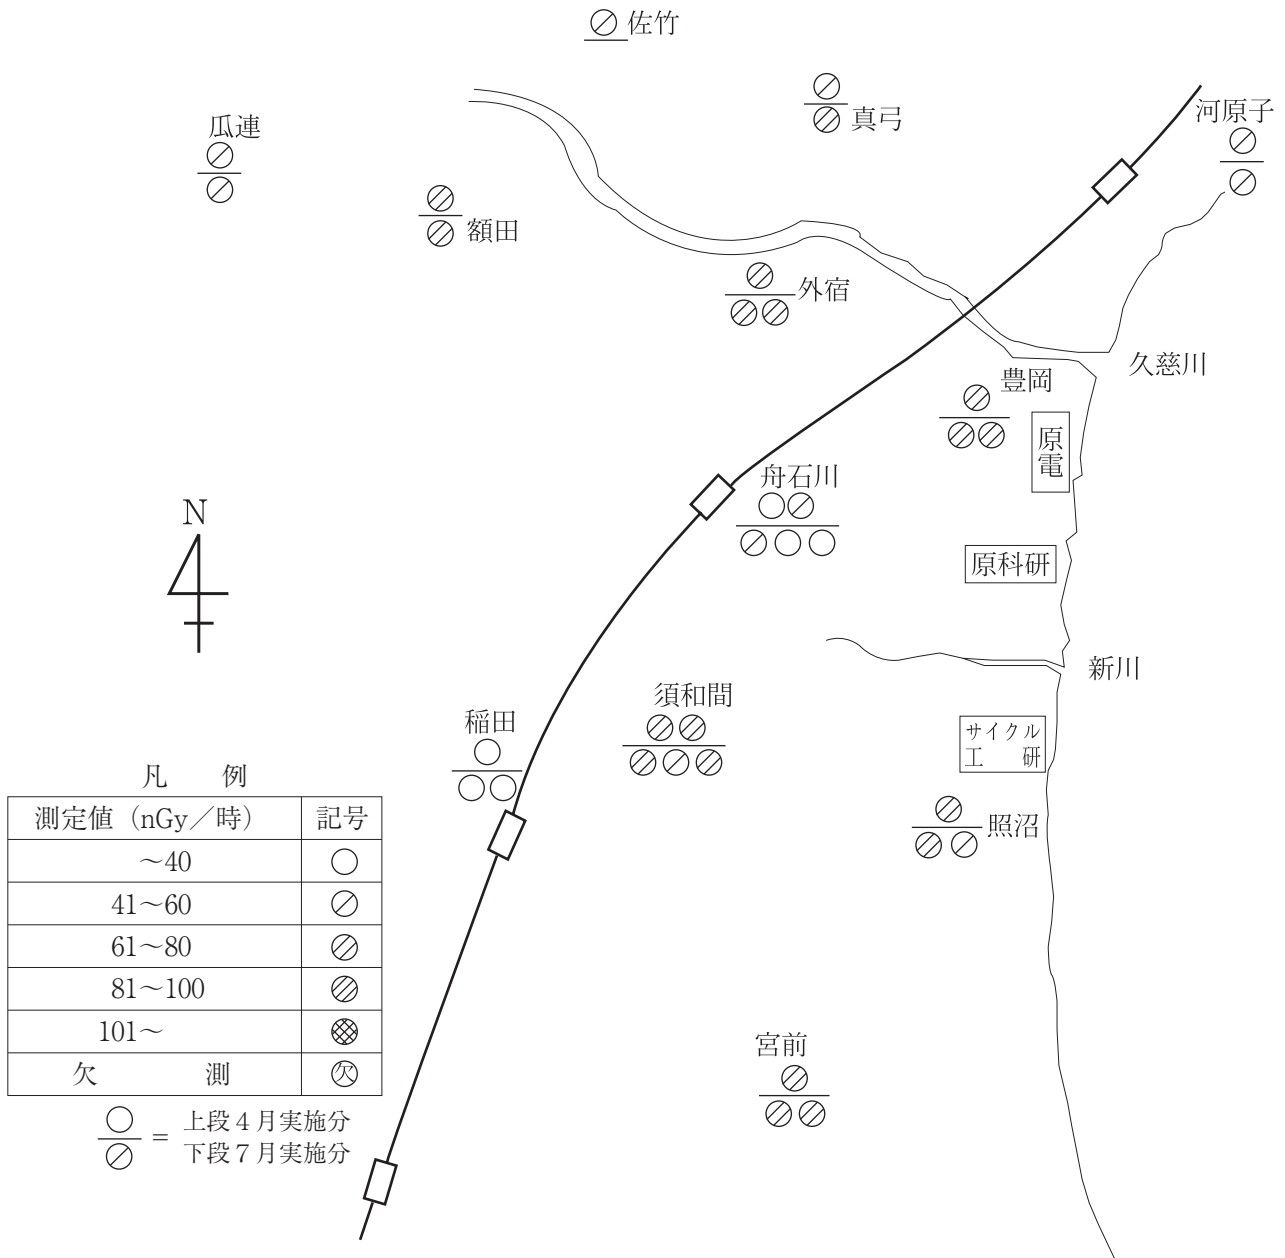 佐竹
真弓
河原子
瓜連
額田
外宿
久慈川
豊岡
原電
舟石川
N
原科研
新川
須和間
稲田
サイクル
工 研
照沼
凡 例
測定値（nGy／時） 記号
～40
41～60
61～80
81～100
101～
欠 測 欠
宮前
= 上段４月実施分
下段７月実施分